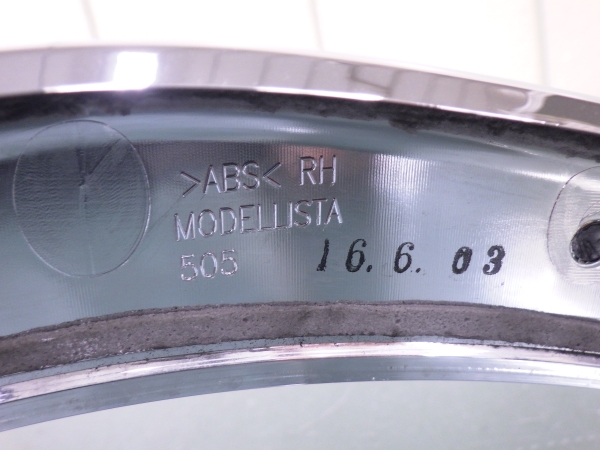 >ABS< RH
MODELLISTA
505 16.6.03